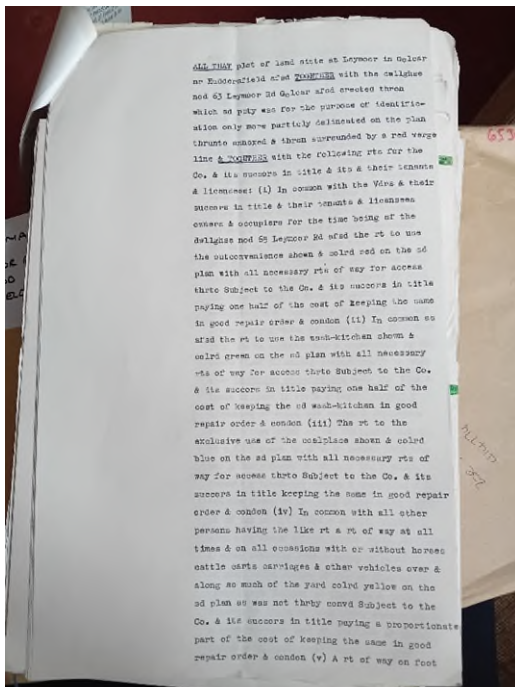 ALL THAT plot of land situte at Leymoor in Golcar
nr Huddersfield afsd TOGETHER with the dwllghse
nod 63 Leymoor Rd Golcar afsd erected thron
which sd ppty was for the purpose of identific-
ation only more particly delineated on the plan
thrunto annexed & thron surrounded by a red verge
line & TOGETHER with the following rts for the
Co. & its succors in title & its & their tenants
& licensees: (i) In common with the Vdrs & their
succors in title & their tenants & licensees
owners & occupiers for the time being of the
dwllghse nod 65 Leymoor Rd afsd the rt to use
the outconvenience shown & colrd red on the sd
plan with all necessary rts of way for access
thrto Subject to the Co. & its succors in title
paying one half of the cost of keeping the same
in good repair order & condon (ii) In common as
afsd the rt to use the wash-kitchen shown &
colrd green on the sd plan with all necessary
rts of way for access thrto Subject to the Co.
& its succors in title paying one half of the
cost of keeping the sd wash-kitchen in good
repair order & condon (iii) The rt to the
exclusive use of the coalplace shown & colrd
blue on the sd plan with all necessary rts of
way for access thrto Subject to the Co. & its
succors in title keeping the same in good repair
order & condon (iv) In common with all other
persons having the like rt a rt of way at all
times & on all occasions with or without horses
cattle carts carriages & other vehicles over &
along so much of the yard colrd yellow on the
sd plan as was not thrby convd Subject to the
Co. & its succors in title paying a proportionate
part of the cost of keeping the same in good
repair order & condon (v) A rt of way on foot
653